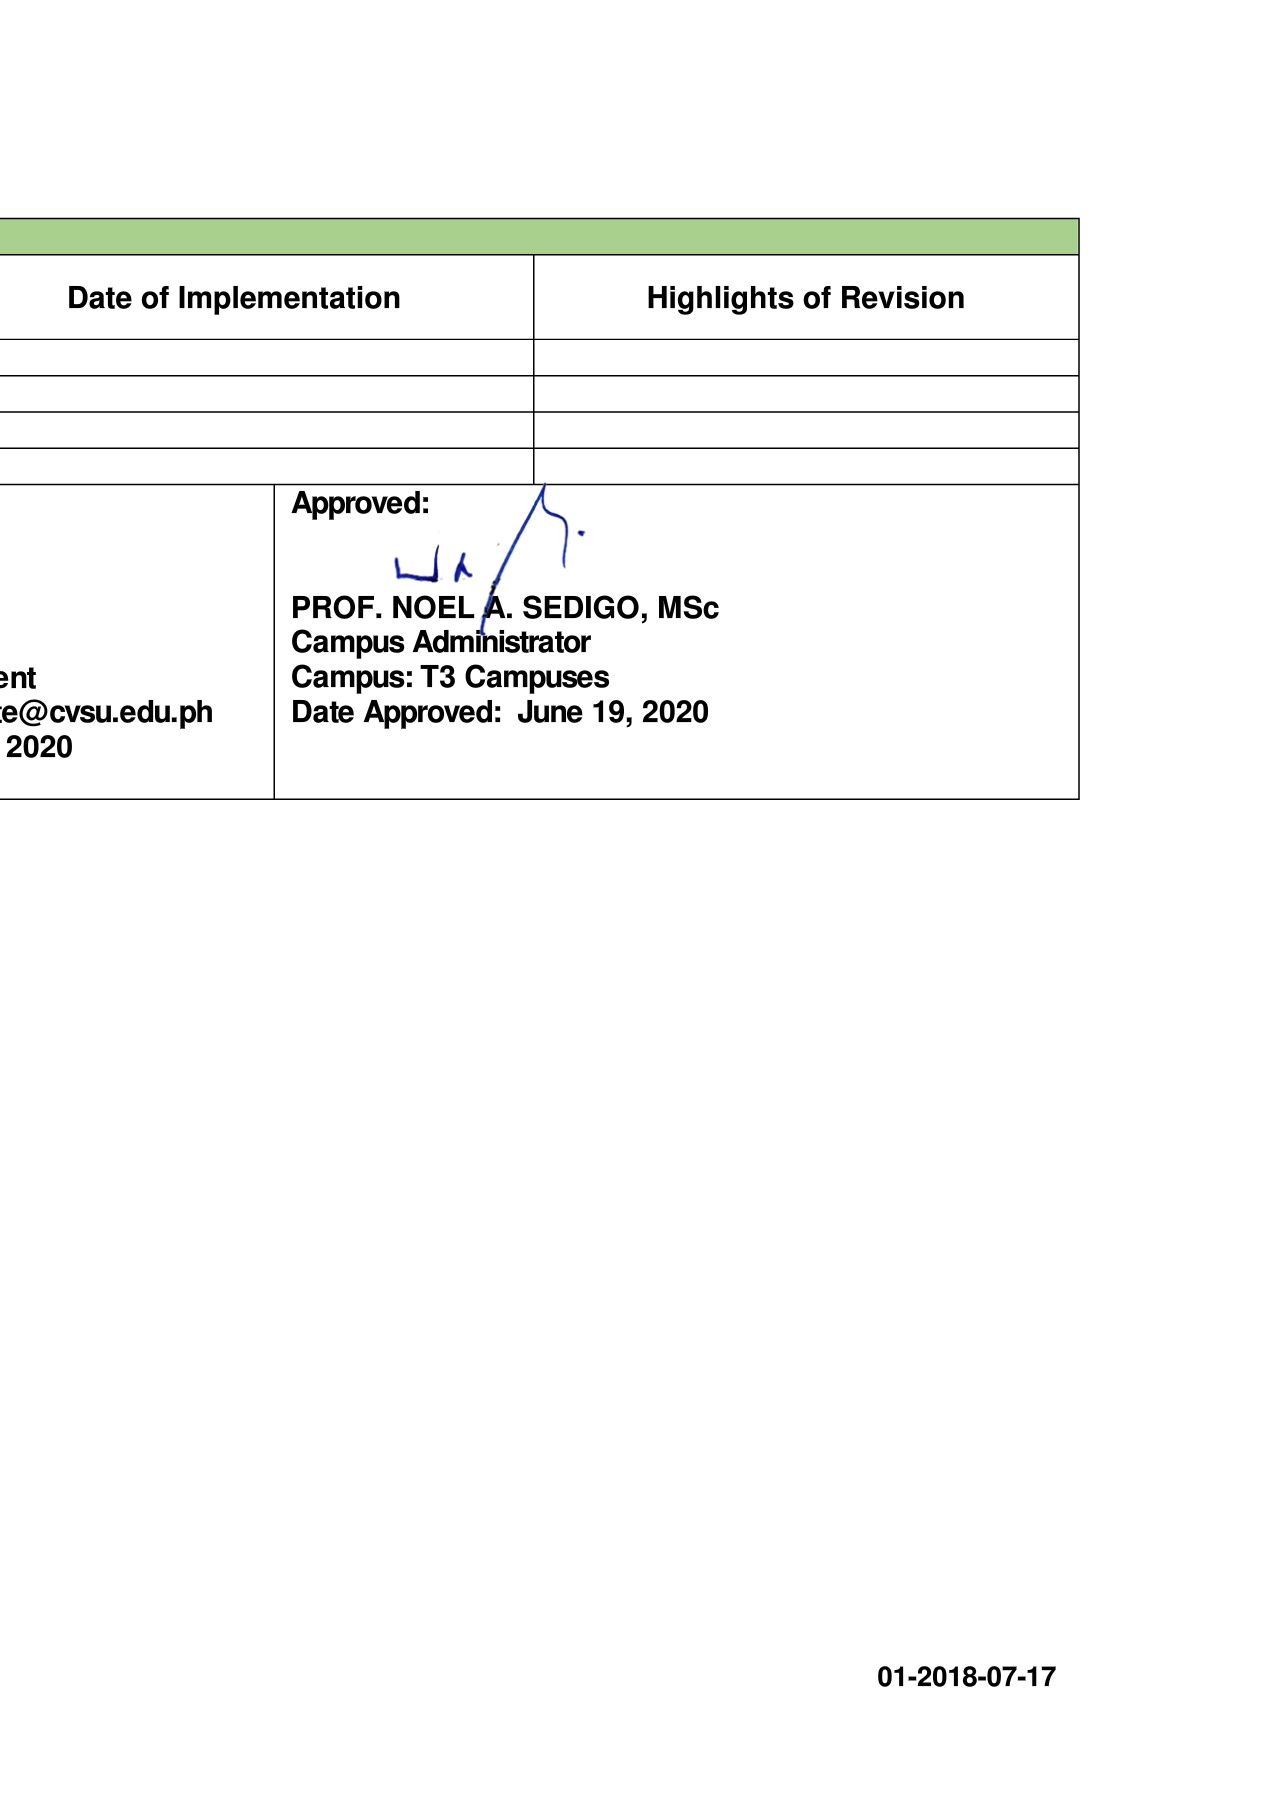 Date of Implementation
Highlights of Revision
ent
te@cvsu.edu.ph
2020
Approved:
PROF. NOEL A. SEDIGO, MSc
Campus Administrator
Campus: T3 Campuses
Date Approved: June 19, 2020
01-2018-07-17